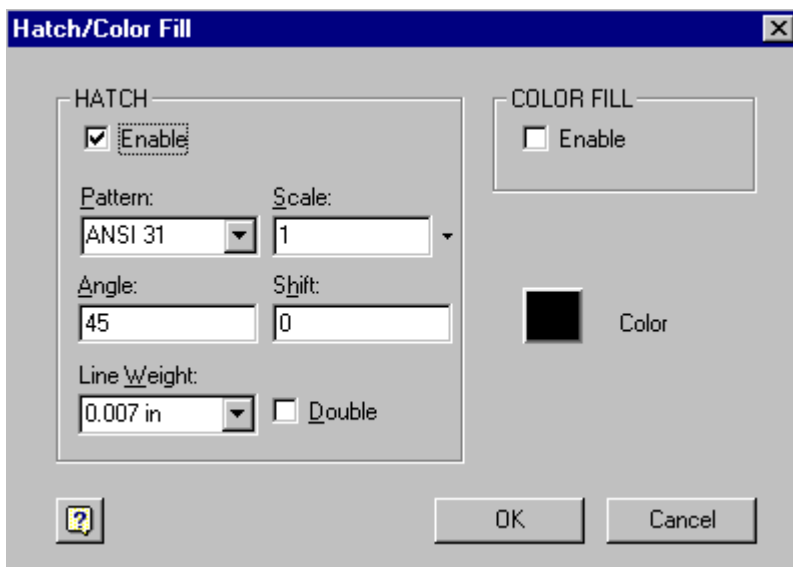 Hatch/Color Fill
HATCH
Enable
Pattern:
Scale:
ANSI 31
1
Angle:
Shift:
45
0
Line Weight:
0.007 in
Double
COLOR FILL
Enable
Color
?
OK
Cancel